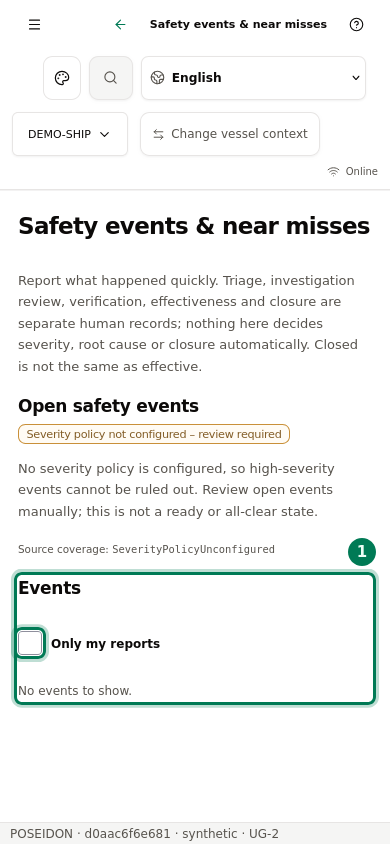 Safety events & near misses
English
DEMO-SHIP
Change vessel context
Online
Safety events & near misses
Report what happened quickly. Triage, investigation
review, verification, effectiveness and closure are
separate human records; nothing here decides
severity, root cause or closure automatically. Closed
is not the same as effective.
Open safety events
Severity policy not configured – review required
No severity policy is configured, so high-severity
events cannot be ruled out. Review open events
manually; this is not a ready or all-clear state.
Source coverage: SeverityPolicyUnconfigured
1
Events
Only my reports
No events to show.
POSEIDON · d0aac6f6e681 · synthetic · UG-2